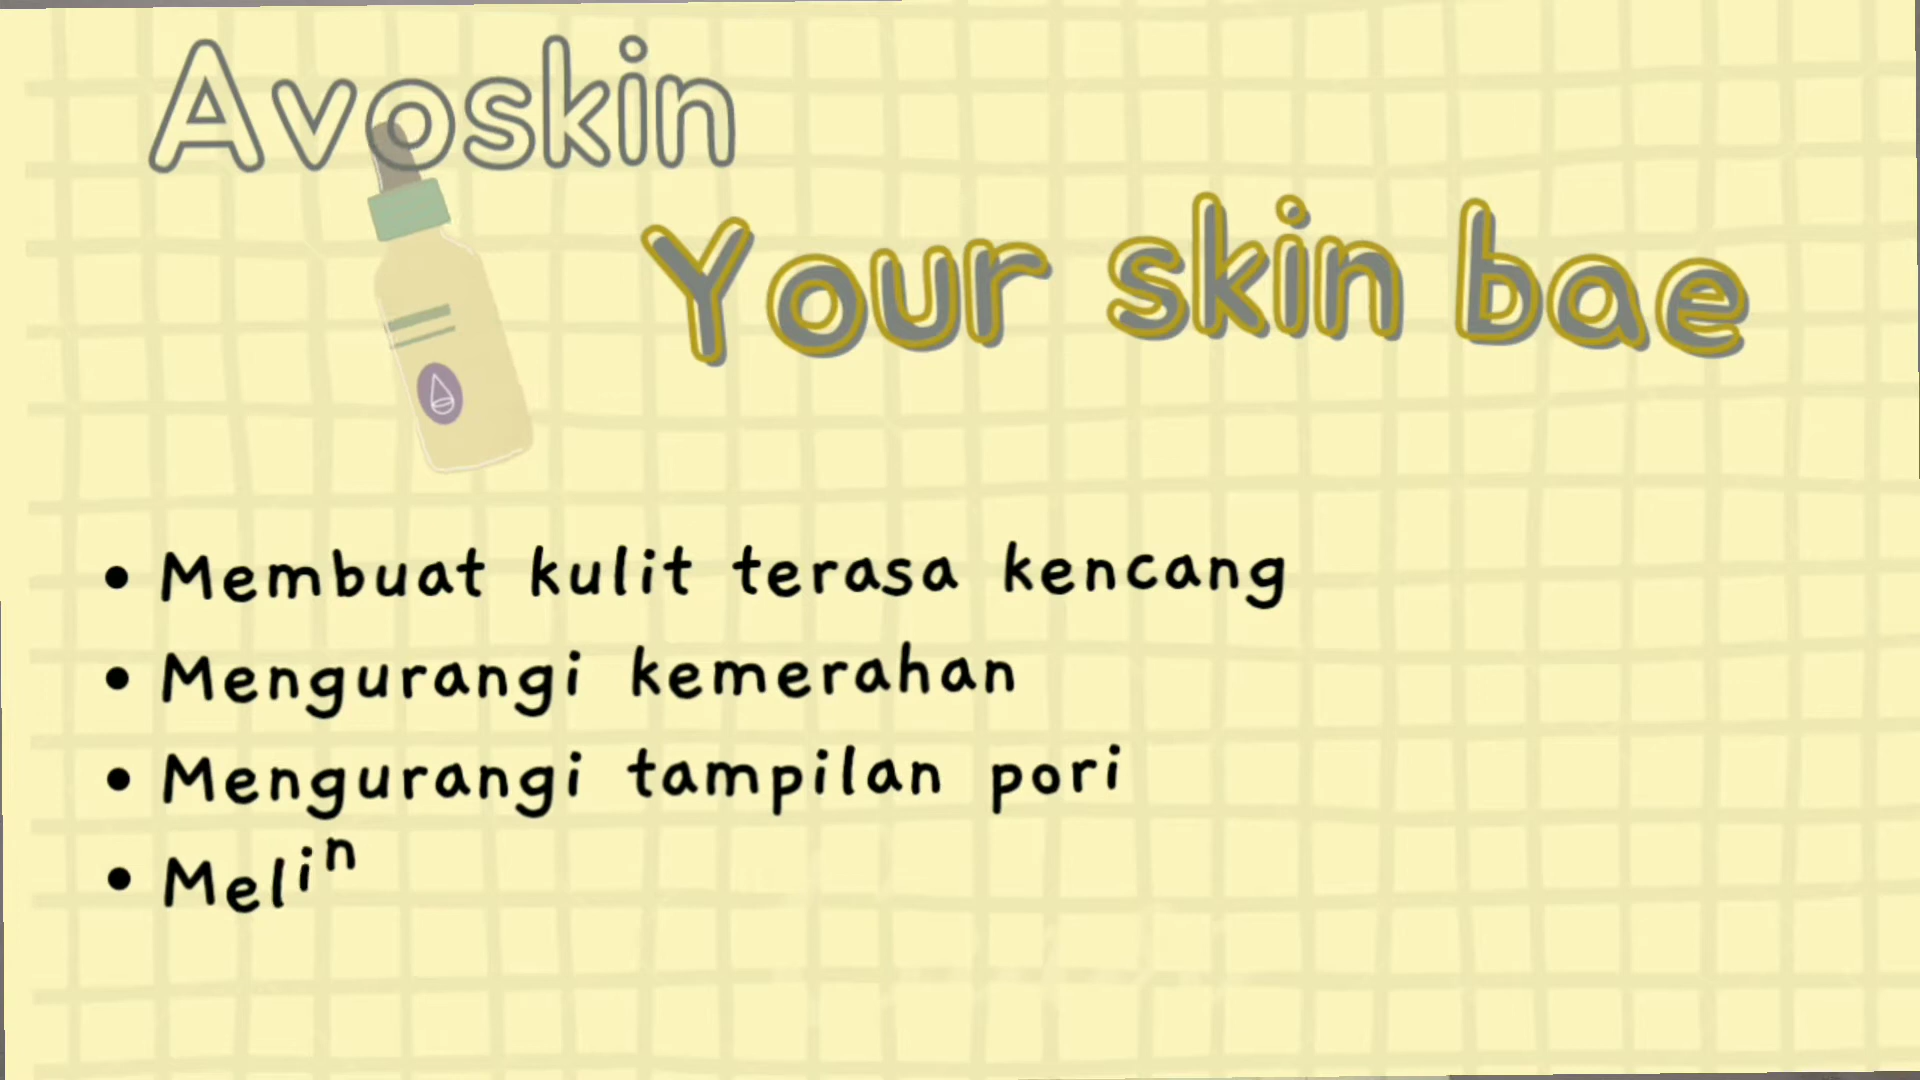 Avoskin
Your skin bae
• Membuat kulit terasa kencang
• Mengurangi kemerahan
• Mengurangi tampilan pori
• Melin